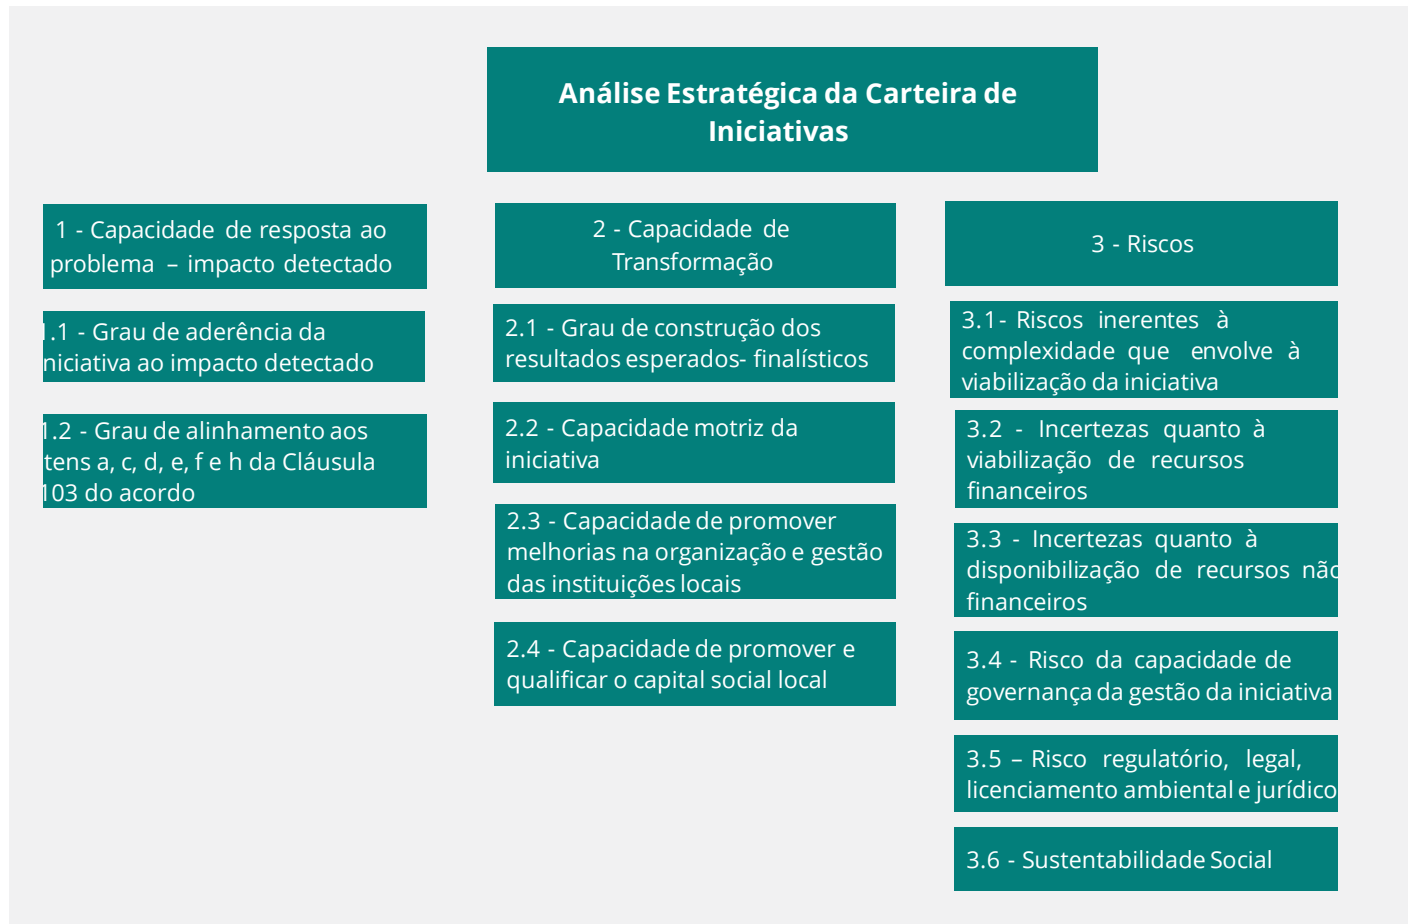 Análise Estratégica da Carteira de
Iniciativas
1 - Capacidade de resposta ao
problema – impacto detectado
1.1 - Grau de aderência da
iniciativa ao impacto detectado
1.2 - Grau de alinhamento aos
itens a, c, d, e, f e h da Cláusula
103 do acordo
2 - Capacidade de
Transformação
2.1 - Grau de construção dos
resultados esperados- finalísticos
2.2 - Capacidade motriz da
iniciativa
2.3 - Capacidade de promover
melhorias na organização e gestão
das instituições locais
2.4 - Capacidade de promover e
qualificar o capital social local
3 - Riscos
3.1- Riscos inerentes à
complexidade que envolve à
viabilização da iniciativa
3.2 - Incertezas quanto à
viabilização de recursos
financeiros
3.3 - Incertezas quanto à
disponibilização de recursos não
financeiros
3.4 - Risco da capacidade de
governança da gestão da iniciativa
3.5 – Risco regulatório, legal,
licenciamento ambiental e jurídico
3.6 - Sustentabilidade Social